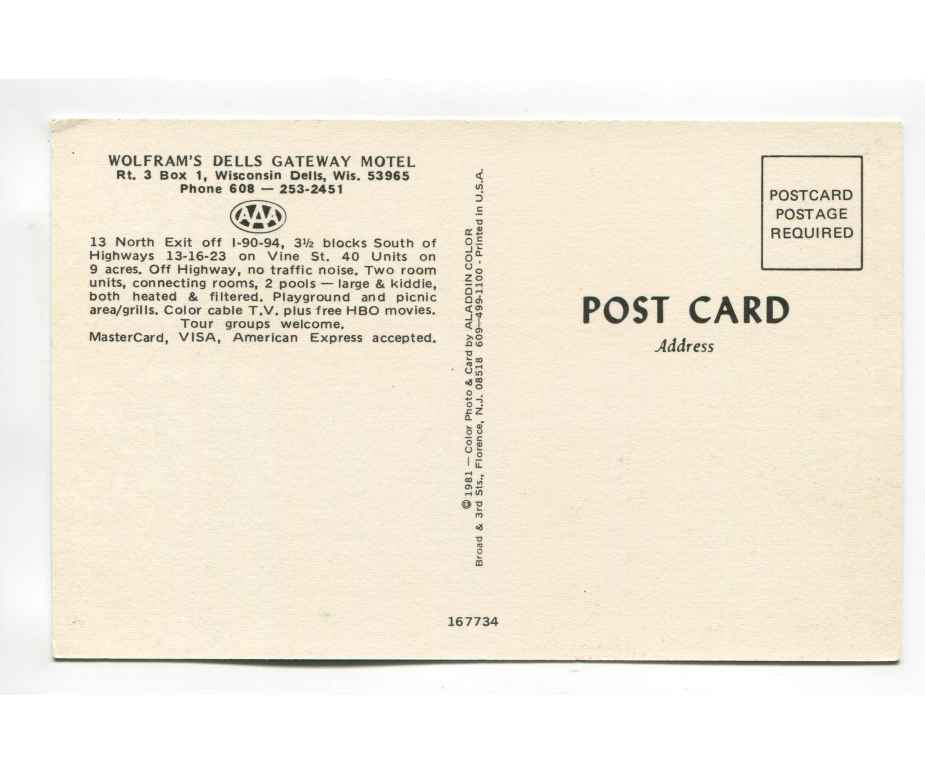 WOLFRAM'S DELLS GATEWAY MOTEL
Rt. 3 Box 1, Wisconsin Dells, Wis. 53965
Phone 608 — 253-2451
AAA
13 North Exit off I-90-94, 3½ blocks South of
Highways 13-16-23 on Vine St. 40 Units on
9 acres. Off Highway, no traffic noise. Two room
units, connecting rooms, 2 pools — large & kiddie,
both heated & filtered. Playground and picnic
area/grills. Color cable T.V. plus free HBO movies.
Tour groups welcome.
MasterCard, VISA, American Express accepted.
© 1981 — Color Photo & Card by ALADDIN COLOR
Broad & 3rd Sts., Florence, N.J. 08518 609-499-1100 - Printed in U.S.A.
167734
POSTCARD
POSTAGE
REQUIRED
POST CARD
Address